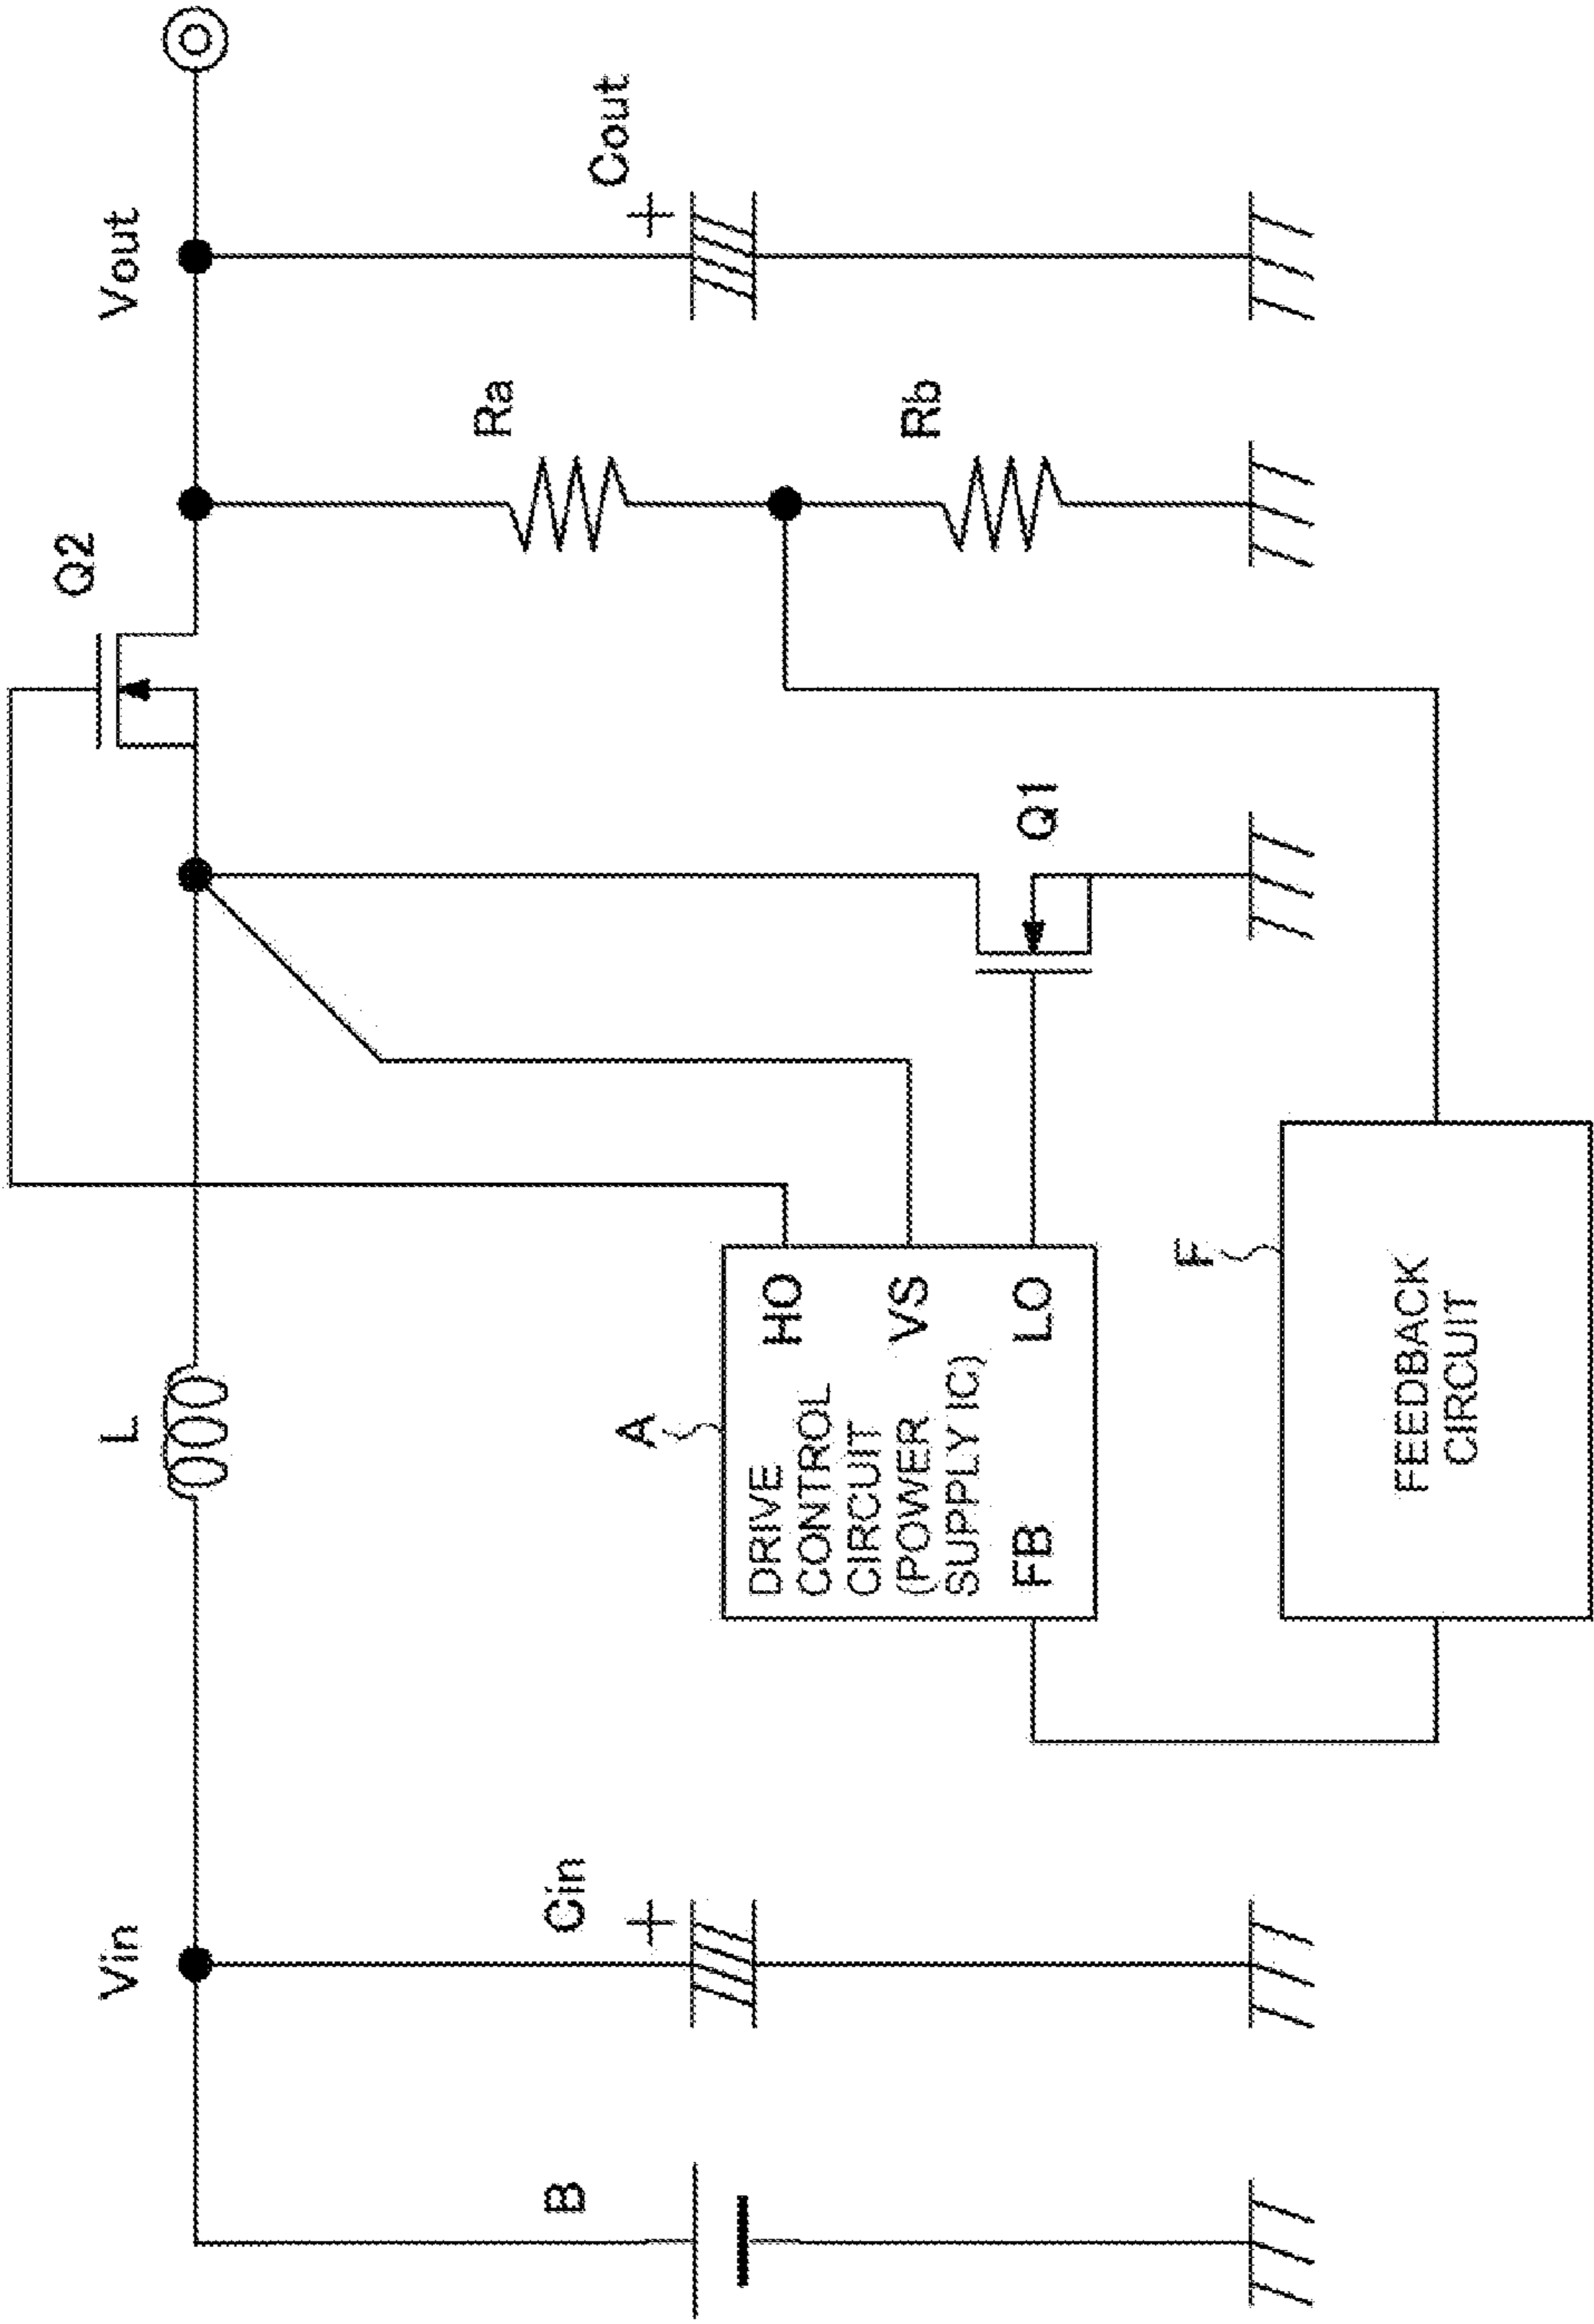 Q2
Vin
L
Vout
B
Cin
+
A
DRIVE
CONTROL
CIRCUIT
(POWER
SUPPLY IC)
HO
VS
FB
LO
Q1
Ra
Rb
Cout
+
F
FEEDBACK
CIRCUIT